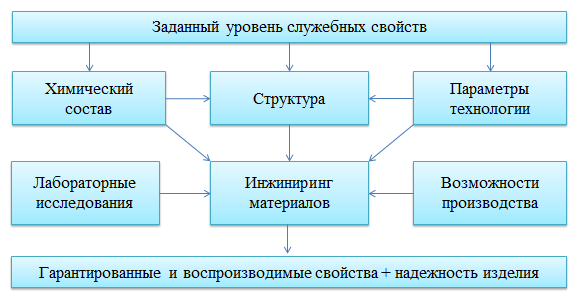 Заданный уровень служебных свойств
Химический
состав
Структура
Параметры
технологии
Лабораторные
исследования
Инжиниринг
материалов
Возможности
производства
Гарантированные и воспроизводимые свойства + надежность изделия